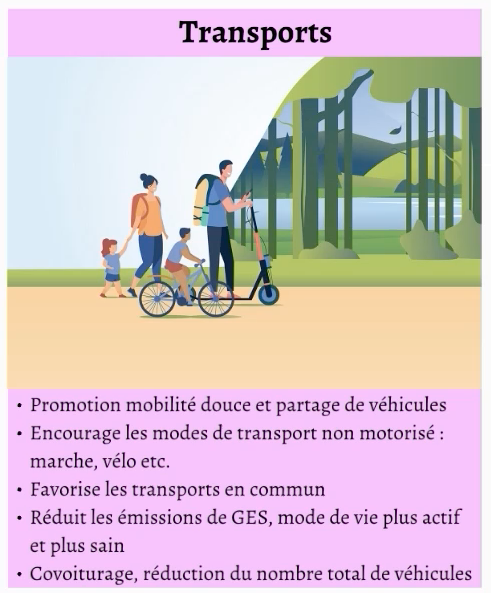 Transports
• Promotion mobilité douce et partage de véhicules
• Encourage les modes de transport non motorisé :
marche, vélo etc.
• Favorise les transports en commun
• Réduit les émissions de GES, mode de vie plus actif
et plus sain
• Covoiturage, réduction du nombre total de véhicules